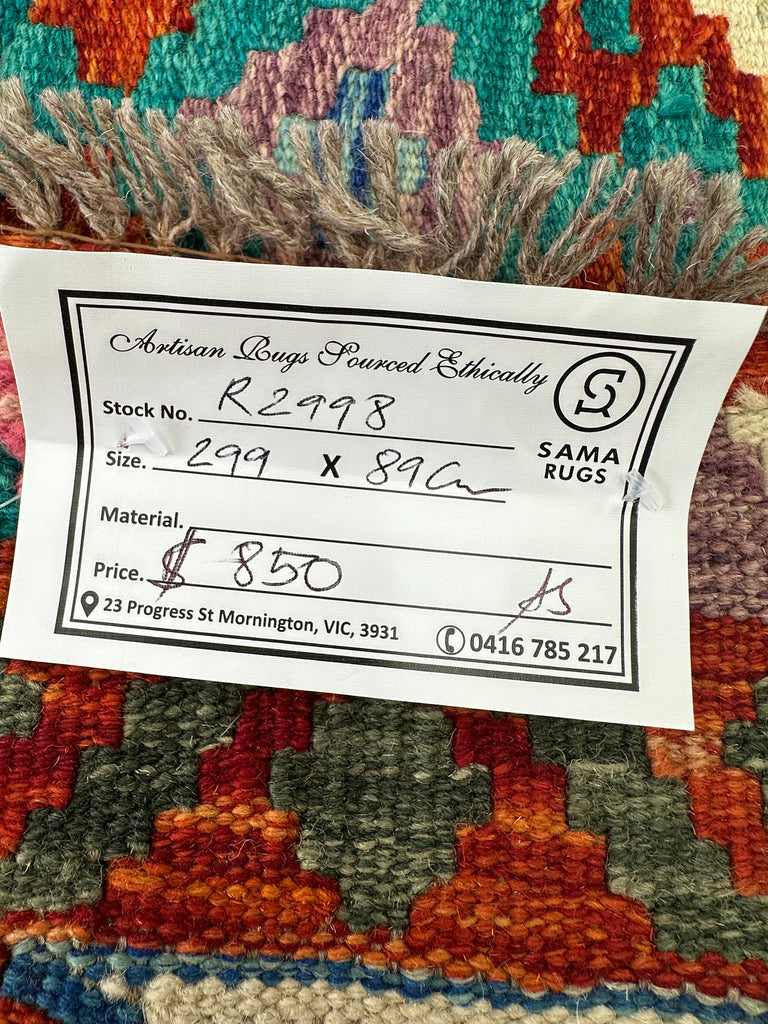 Artisan Rugs Sourced Ethically
SAMA
RUGS
Stock No. R2998
Size. 299 x 89cm
Material.
Price. $ 850 AS
23 Progress St Mornington, VIC, 3931
0416 785 217